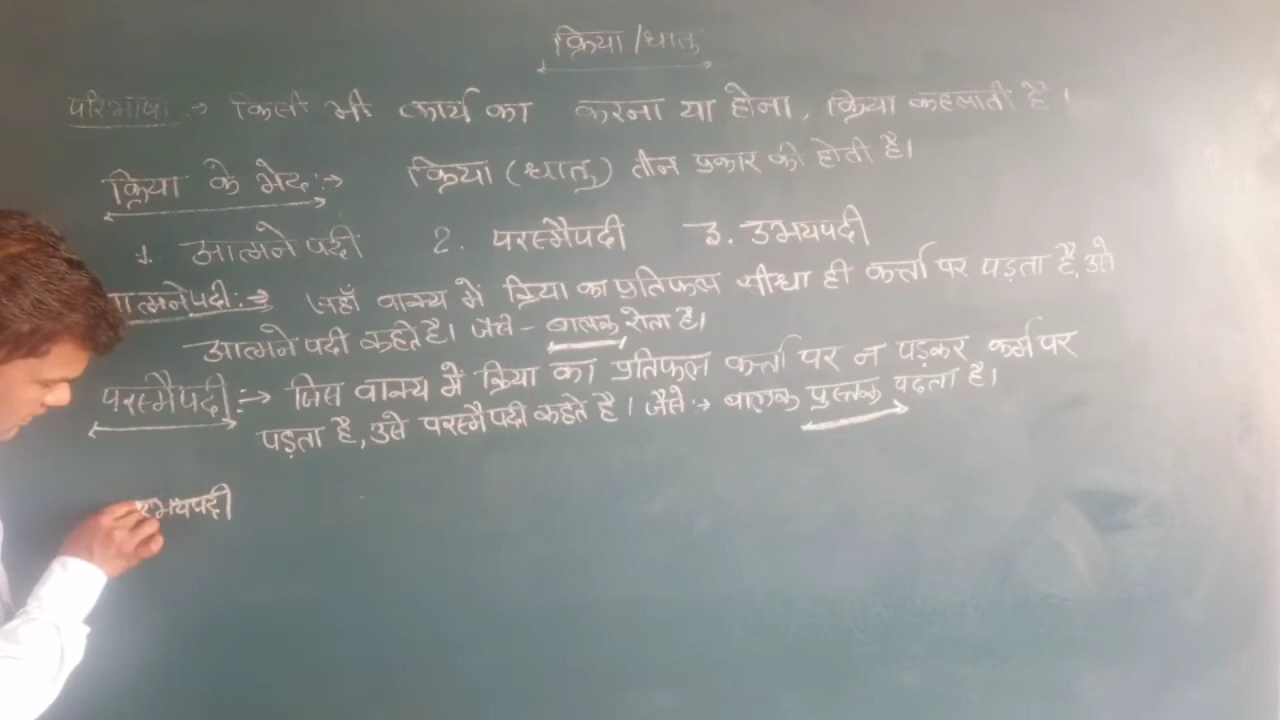 क्रिया/धातु
परिभाषा :→ किसी भी कार्य का करना या होना, क्रिया कहलाती है।
क्रिया के भेद :→ क्रिया (धातु) तीन प्रकार की होती है।
1. आत्मने पदी 2. परस्मैपदी 3. उभयपदी
आत्मनेपदी :→ जहाँ वाक्य में क्रिया का प्रतिफल सीधा ही कर्त्ता पर पड़ता है, उसे
आत्मने पदी कहते है। जैसे - बालक रोता है।
परस्मैपदी :→ जिस वाक्य में क्रिया का प्रतिफल कर्त्ता पर न पड़कर कर्म पर
पड़ता है, उसे परस्मैपदी कहते है। जैसे :→ बालक पुस्तक पढता है।
उभयपदी